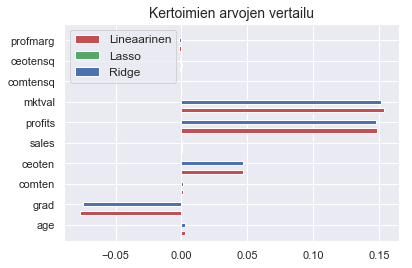 Kertoimien arvojen vertailu
profmarg
ceotensq
comtensq
mktval
profits
sales
ceoten
comten
grad
age
Lineaarinen
Lasso
Ridge
−0.05 0.00 0.05 0.10 0.15